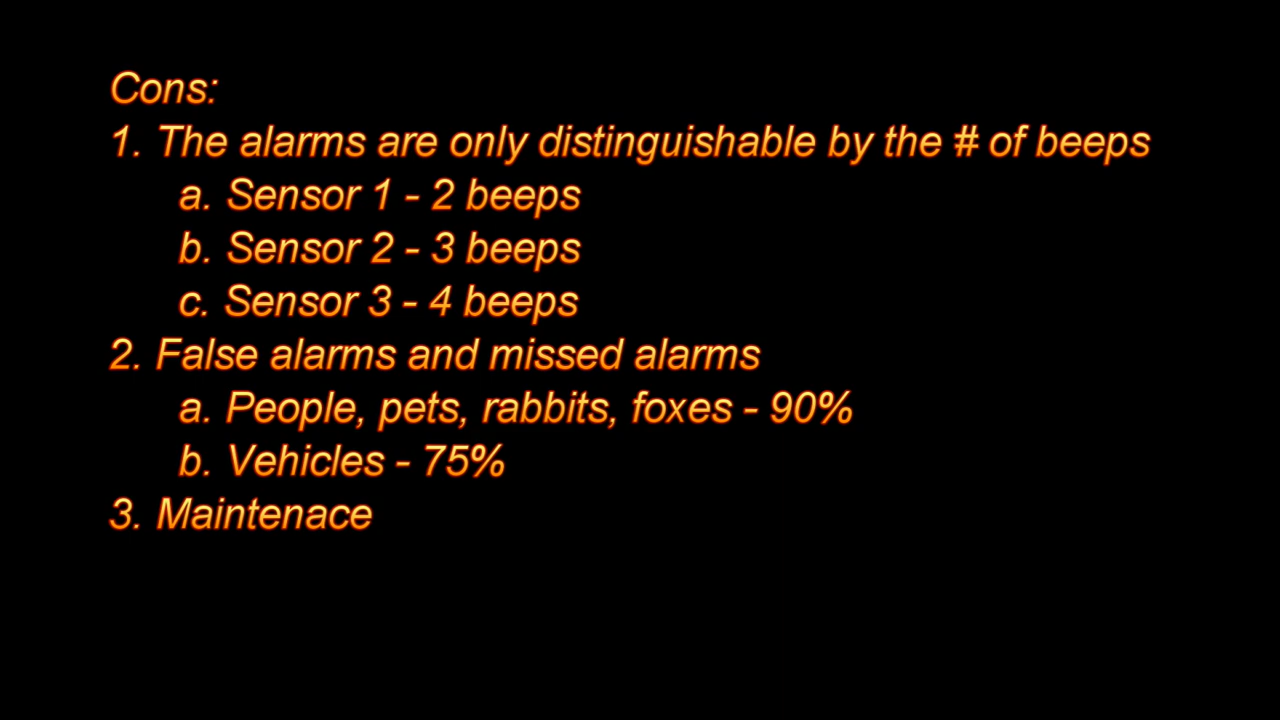 Cons:
1. The alarms are only distinguishable by the # of beeps
a. Sensor 1 - 2 beeps
b. Sensor 2 - 3 beeps
c. Sensor 3 - 4 beeps
2. False alarms and missed alarms
a. People, pets, rabbits, foxes - 90%
b. Vehicles - 75%
3. Maintenace